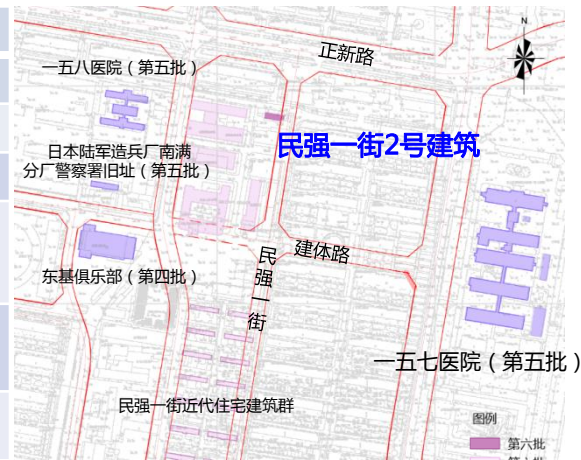 N
正新路
一五八医院（第五批）
民强一街2号建筑
日本陆军造兵厂南满
分厂警察署旧址（第五批）
建体路
民强一街
东基俱乐部（第四批）
一五七医院（第五批）
民强一街近代住宅建筑群
图例
第六批